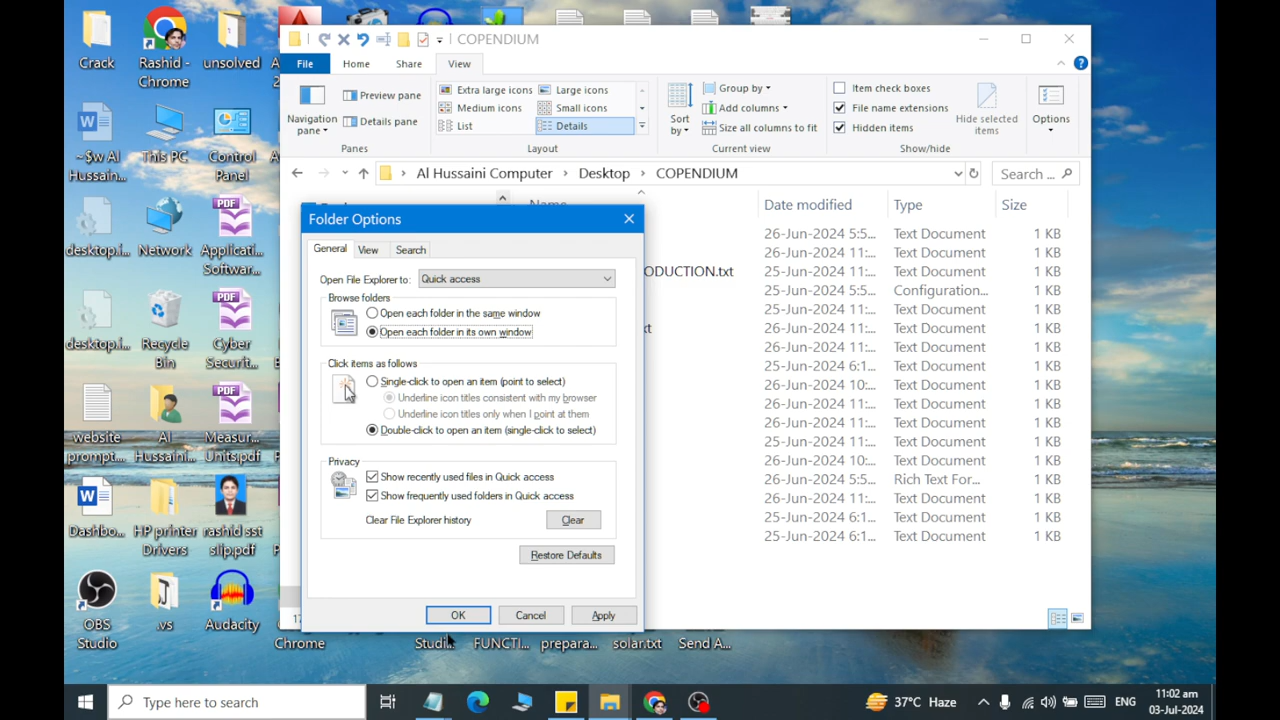 Crack
Rashid -
Chrome
unsolved
~$w Al
Hussain...
This PC
Control
Panel
desktop.i...
Network
Applicati...
Softwar...
desktop.i...
Recycle
Bin
Cyber
Securit...
website
prompt...
Al
Hussaini...
Measur...
Units.pdf
Dashbo...
HP printer
Drivers
rashid sst
slip.pdf
OBS
Studio
.vs
Audacity
COPENDIUM
File
Home
Share
View
Navigation
pane
Preview pane
Details pane
Panes
Extra large icons
Large icons
Medium icons
Small icons
List
Details
Layout
Sort
by
Group by
Add columns
Size all columns to fit
Current view
Item check boxes
File name extensions
Hidden items
Hide selected
items
Show/hide
Options
Al Hussaini Computer
Desktop
COPENDIUM
Search ...
Name
Date modified
Type
Size
26-Jun-2024 5:5... Text Document 1 KB
26-Jun-2024 11:... Text Document 1 KB
ODUCTION.txt 25-Jun-2024 11:... Text Document 1 KB
25-Jun-2024 5:5... Configuration... 1 KB
26-Jun-2024 11:... Text Document 1 KB
26-Jun-2024 11:... Text Document 1 KB
26-Jun-2024 11:... Text Document 1 KB
25-Jun-2024 6:1... Text Document 1 KB
26-Jun-2024 10:... Text Document 1 KB
26-Jun-2024 11:... Text Document 1 KB
25-Jun-2024 11:... Text Document 1 KB
25-Jun-2024 11:... Text Document 1 KB
26-Jun-2024 10:... Text Document 1 KB
25-Jun-2024 5:5... Rich Text For... 1 KB
26-Jun-2024 11:... Text Document 1 KB
25-Jun-2024 6:1... Text Document 1 KB
25-Jun-2024 6:1... Text Document 1 KB
Folder Options
General
View
Search
Open File Explorer to:
Quick access
Browse folders
Open each folder in the same window
Open each folder in its own window
Click items as follows
Single-click to open an item (point to select)
Underline icon titles consistent with my browser
Underline icon titles only when I point at them
Double-click to open an item (single-click to select)
Privacy
Show recently used files in Quick access
Show frequently used folders in Quick access
Clear File Explorer history
Clear
Restore Defaults
OK
Cancel
Apply
Chrome
Studi...
FUNCTI...
prepara...
solar.txt
Send A...
Type here to search
37°C Haze
ENG
11:02 am
03-Jul-2024